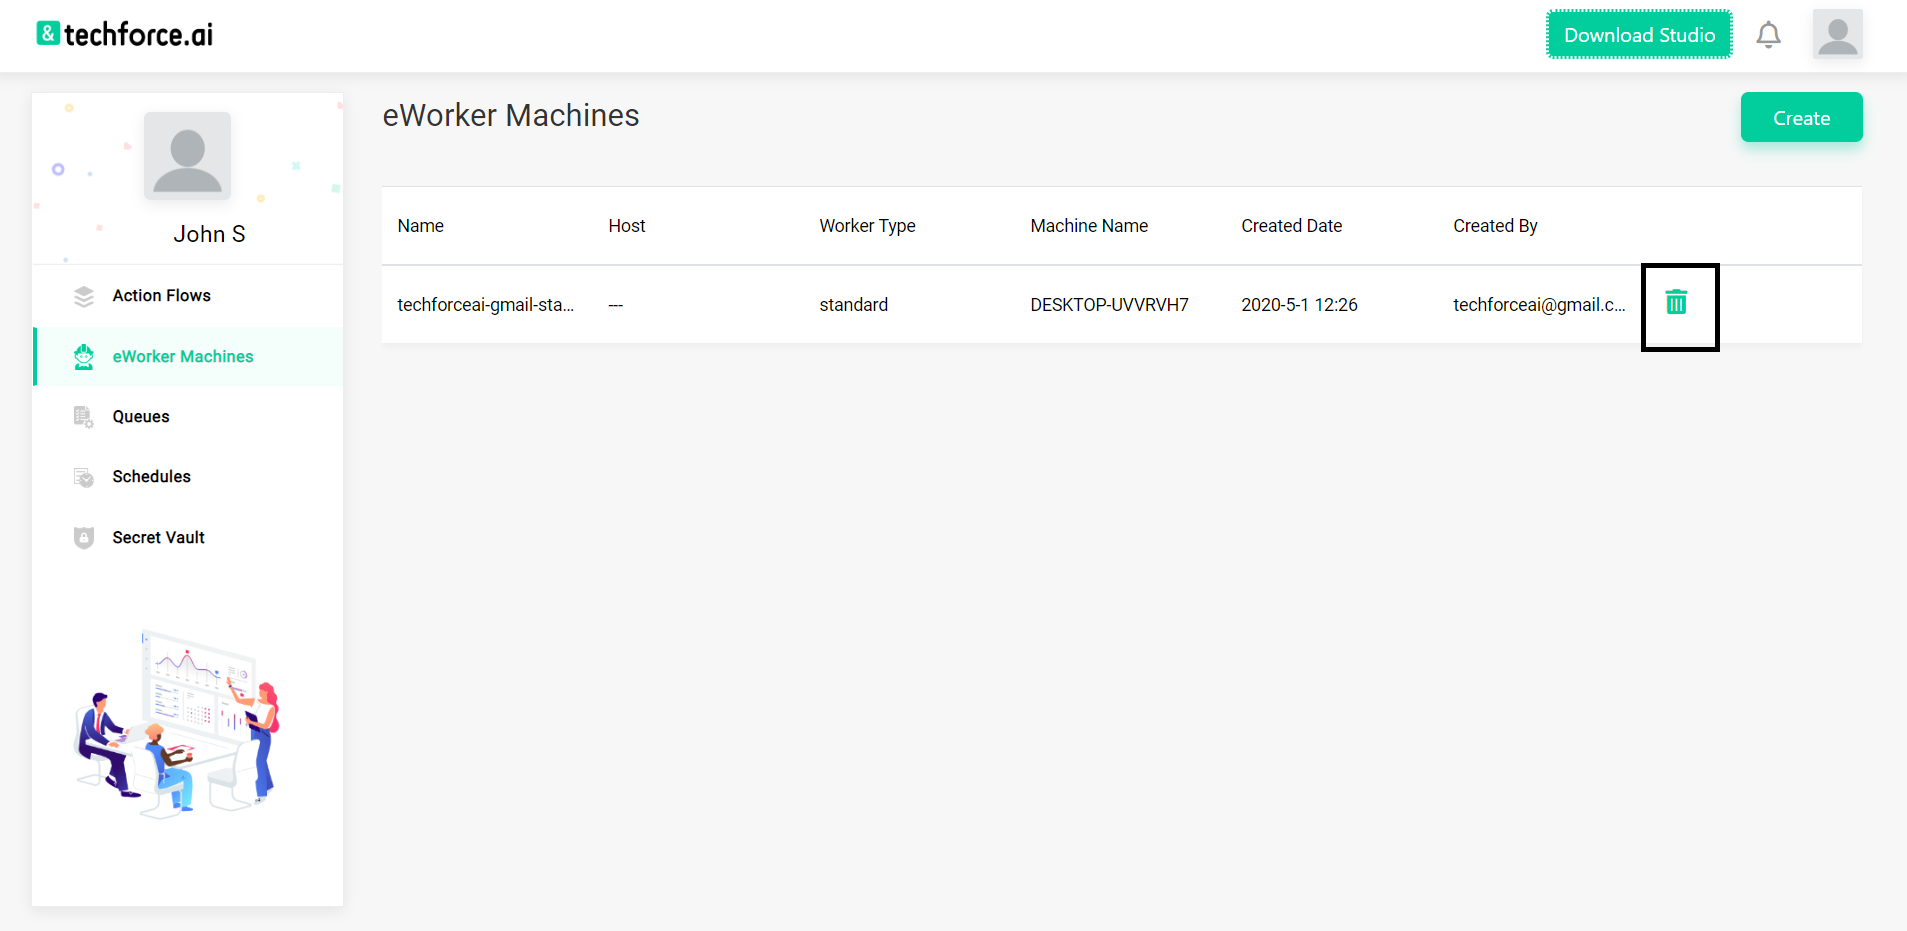 & techforce.ai
Download Studio
John S
Action Flows
eWorker Machines
Queues
Schedules
Secret Vault
eWorker Machines
Create
Name Host Worker Type Machine Name Created Date Created By
techforceai-gmail-sta... --- standard DESKTOP-UVVRVH7 2020-5-1 12:26 techforceai@gmail.c...